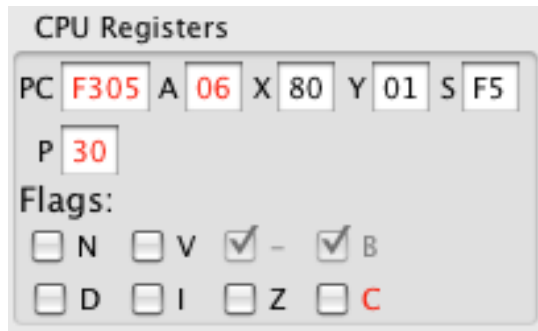 CPU Registers
PC F305 A 06 X 80 Y 01 S F5
P 30
Flags:
N V - B
D I Z C